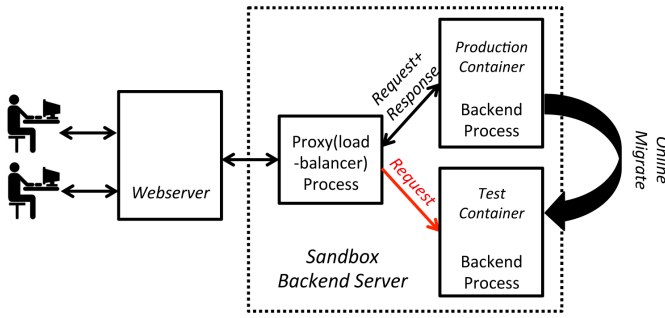 Webserver
Proxy(load
-balancer)
Process
Request+
Response
Request
Production
Container
Backend
Process
Test
Container
Backend
Process
Online
Migrate
Sandbox
Backend Server